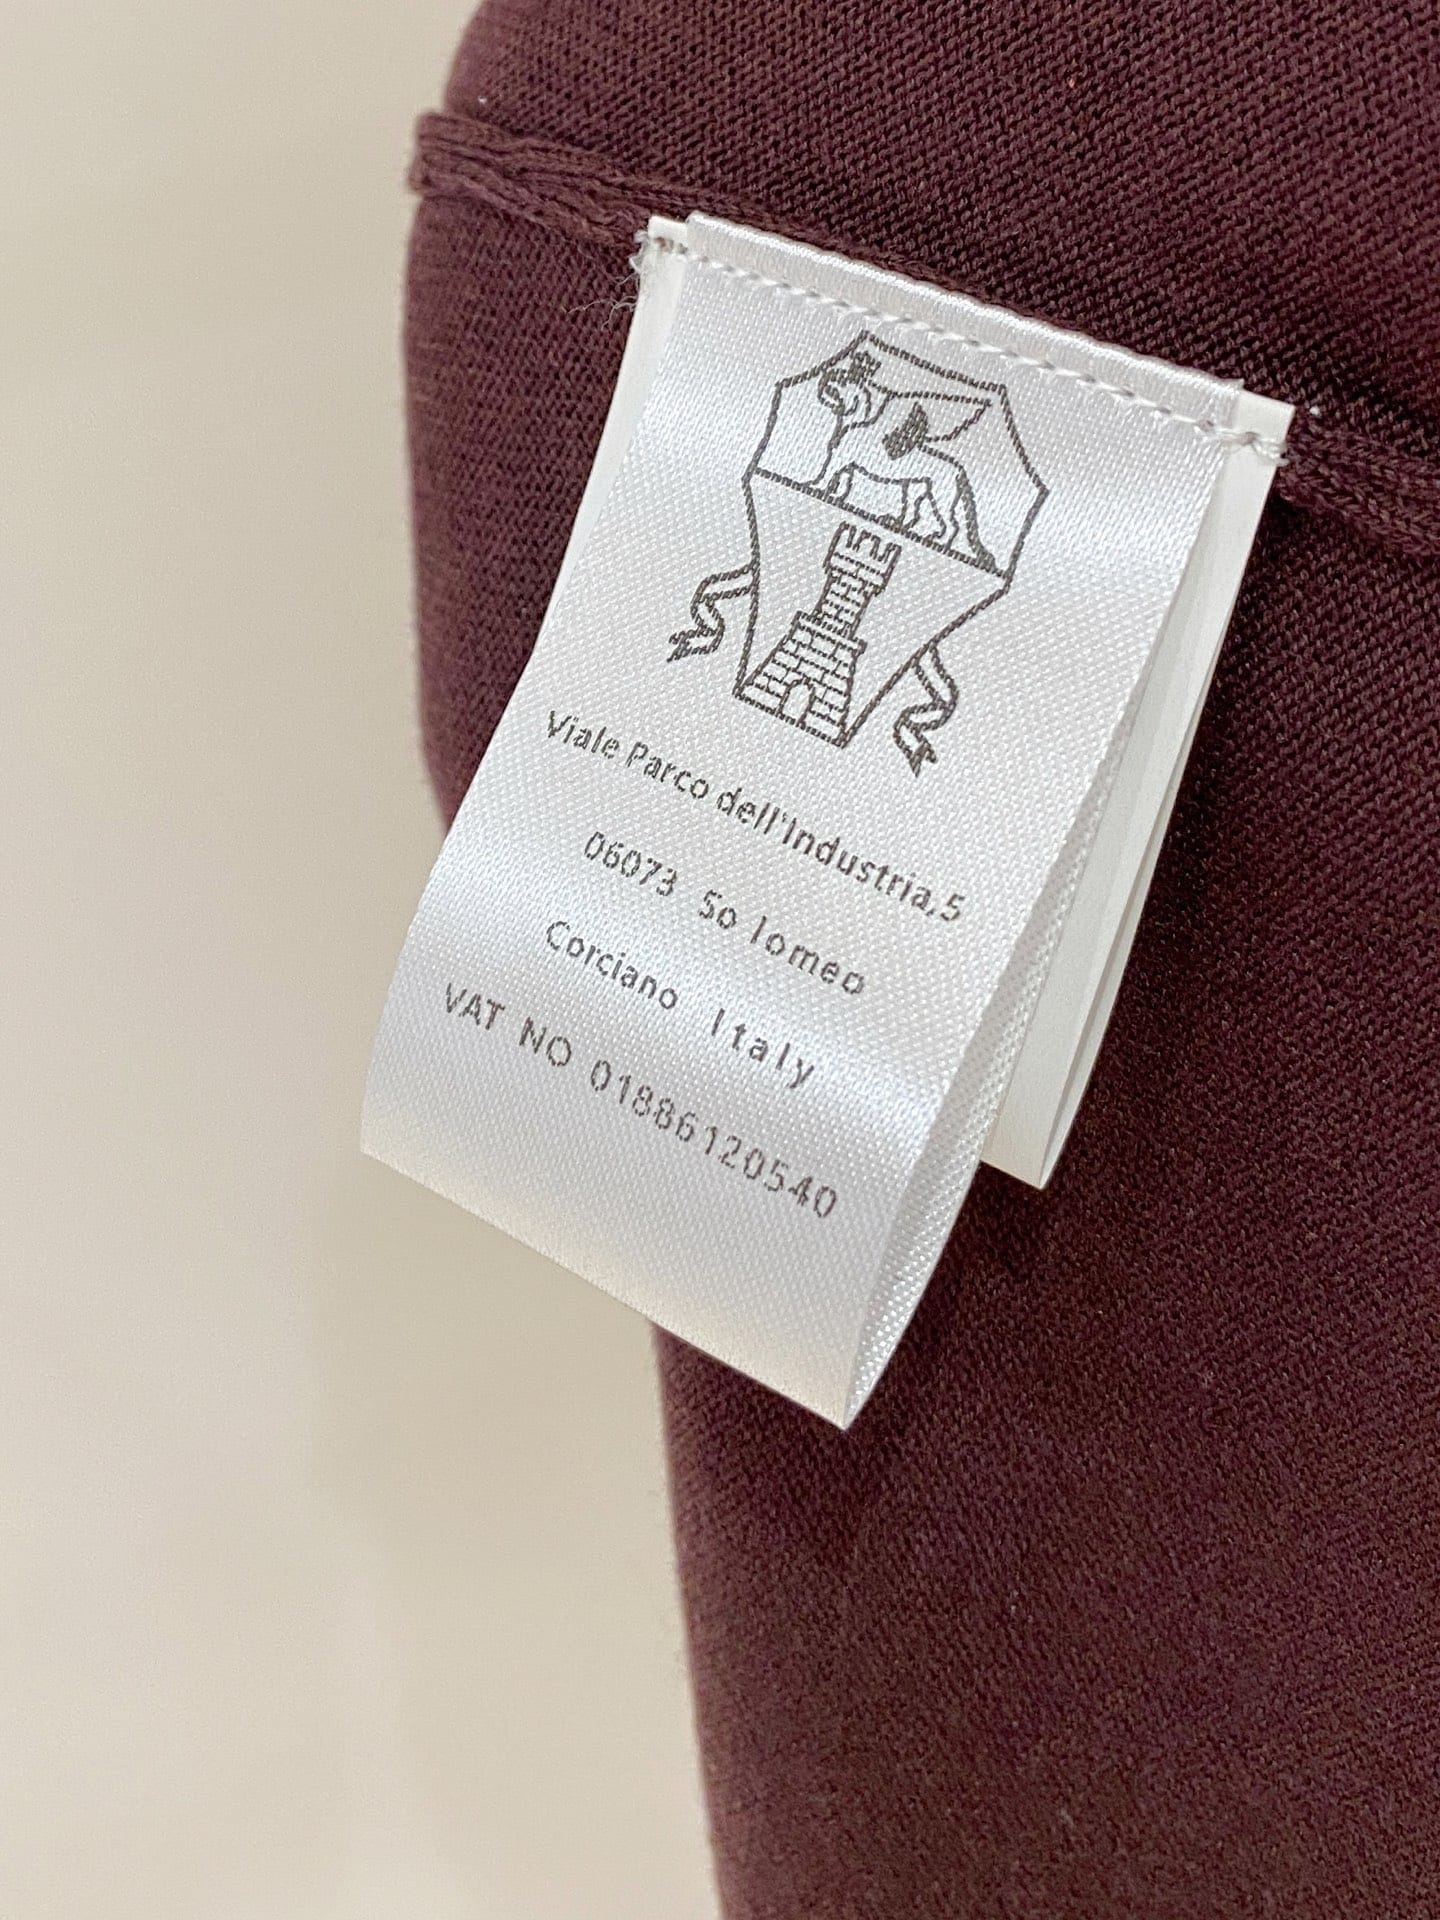 Viale Parco dell'Industria,5
06073 So lomeo
Corciano Italy
VAT NO 01886120540